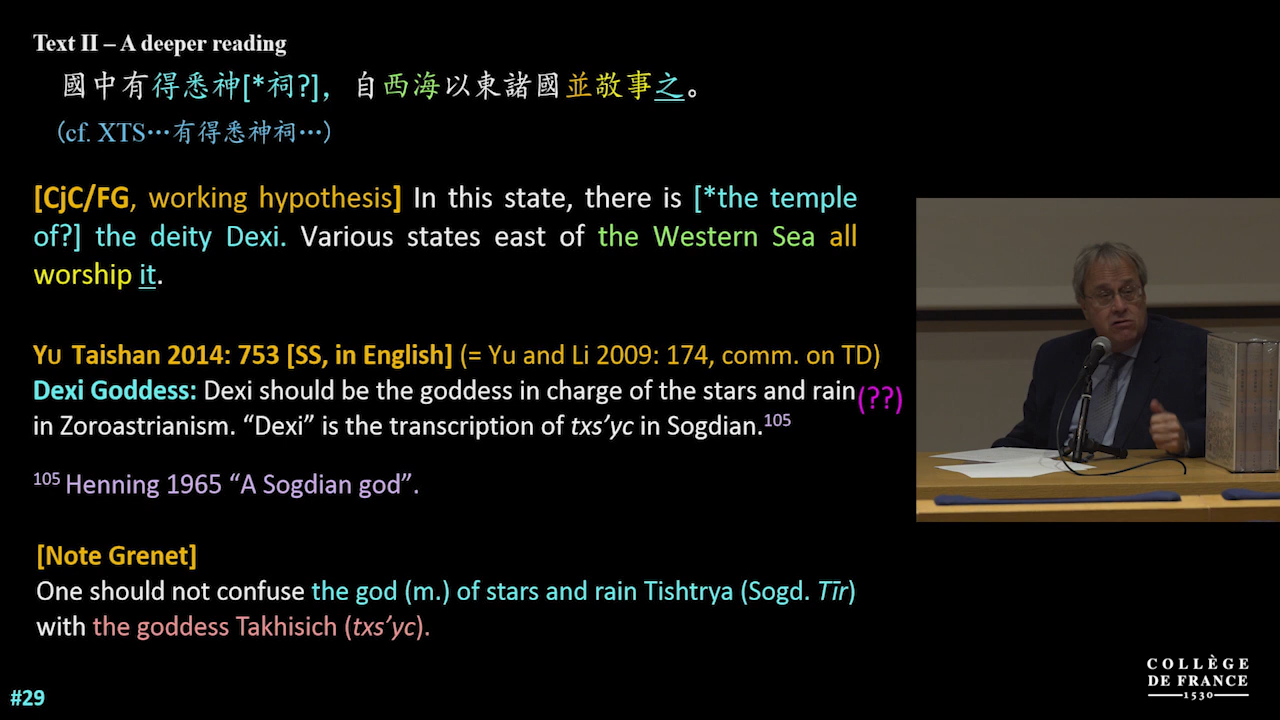 Text II – A deeper reading
國中有得悉神[*祠?]，自西海以東諸國並敬事之。
(cf. XTS⋯有得悉神祠⋯)
[CjC/FG, working hypothesis] In this state, there is [*the temple
of?] the deity Dexi. Various states east of the Western Sea all
worship it.
Yu Taishan 2014: 753 [SS, in English] (= Yu and Li 2009: 174, comm. on TD)
Dexi Goddess: Dexi should be the goddess in charge of the stars and rain(??)
in Zoroastrianism. “Dexi” is the transcription of txs’yc in Sogdian.105
105 Henning 1965 “A Sogdian god”.
[Note Grenet]
One should not confuse the god (m.) of stars and rain Tishtrya (Sogd. Tīr)
with the goddess Takhisich (txs’yc).
#29
COLLÈGE
DE FRANCE
1530